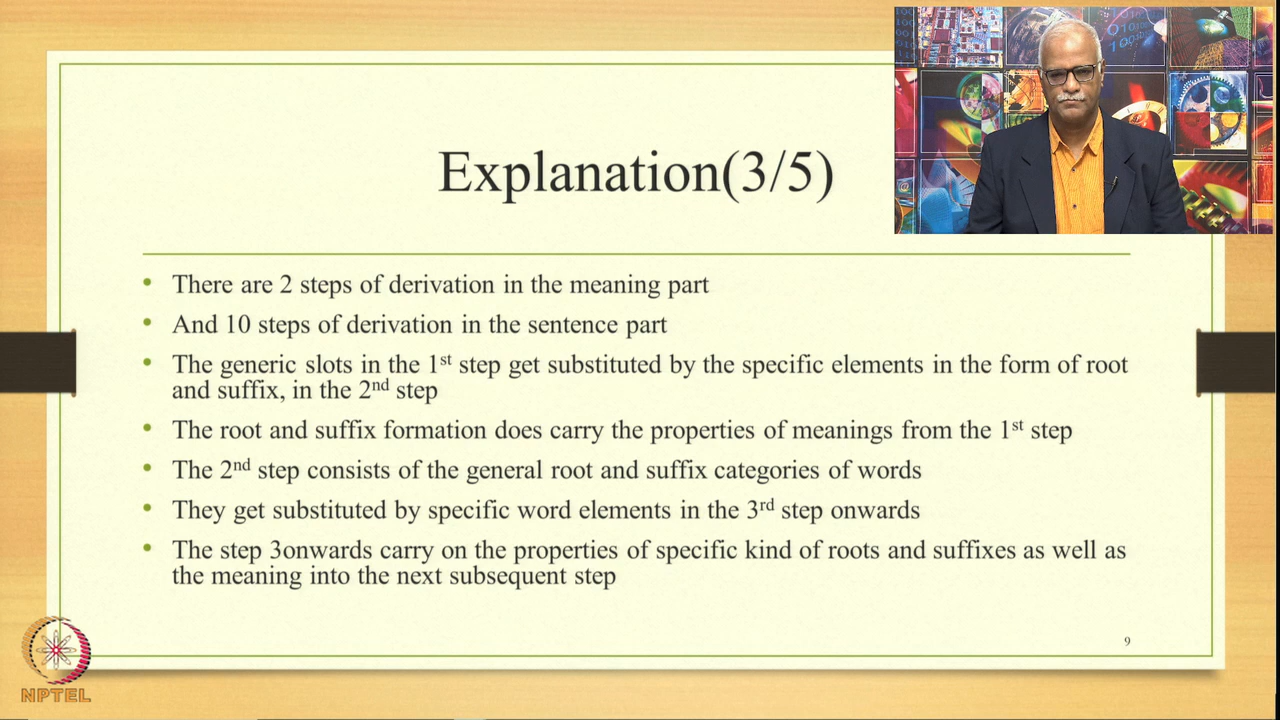 Explanation(3/5)
There are 2 steps of derivation in the meaning part
And 10 steps of derivation in the sentence part
The generic slots in the 1st step get substituted by the specific elements in the form of root
and suffix, in the 2nd step
The root and suffix formation does carry the properties of meanings from the 1st step
The 2nd step consists of the general root and suffix categories of words
They get substituted by specific word elements in the 3rd step onwards
The step 3onwards carry on the properties of specific kind of roots and suffixes as well as
the meaning into the next subsequent step
9
NPTEL